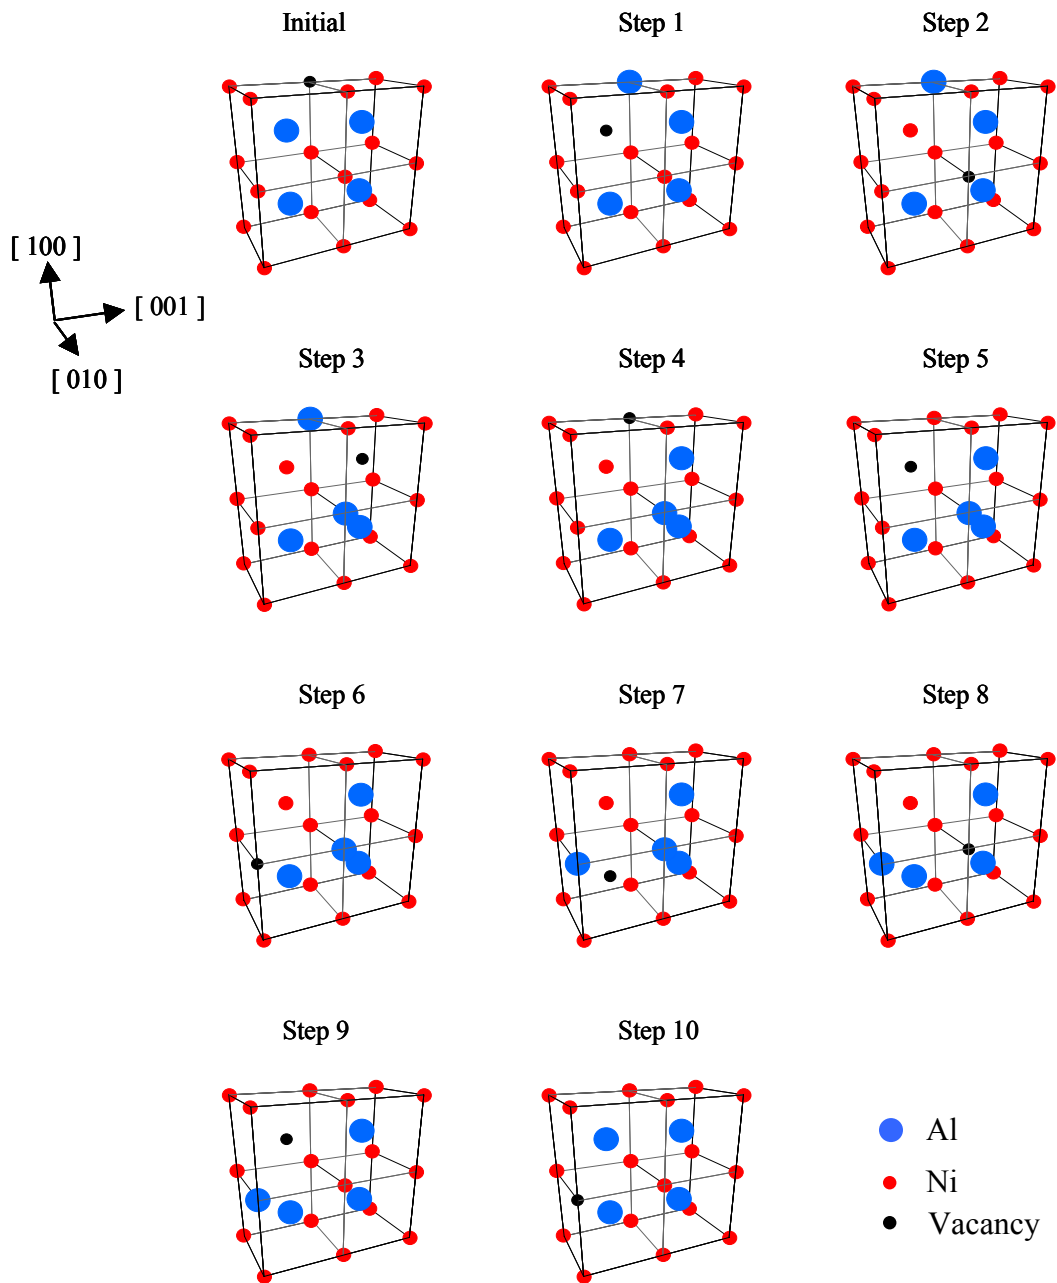 Initial
Step 1
Step 2
[ 100 ]
[ 001 ]
[ 010 ]
Step 3
Step 4
Step 5
Step 6
Step 7
Step 8
Step 9
Step 10
Al
Ni
Vacancy